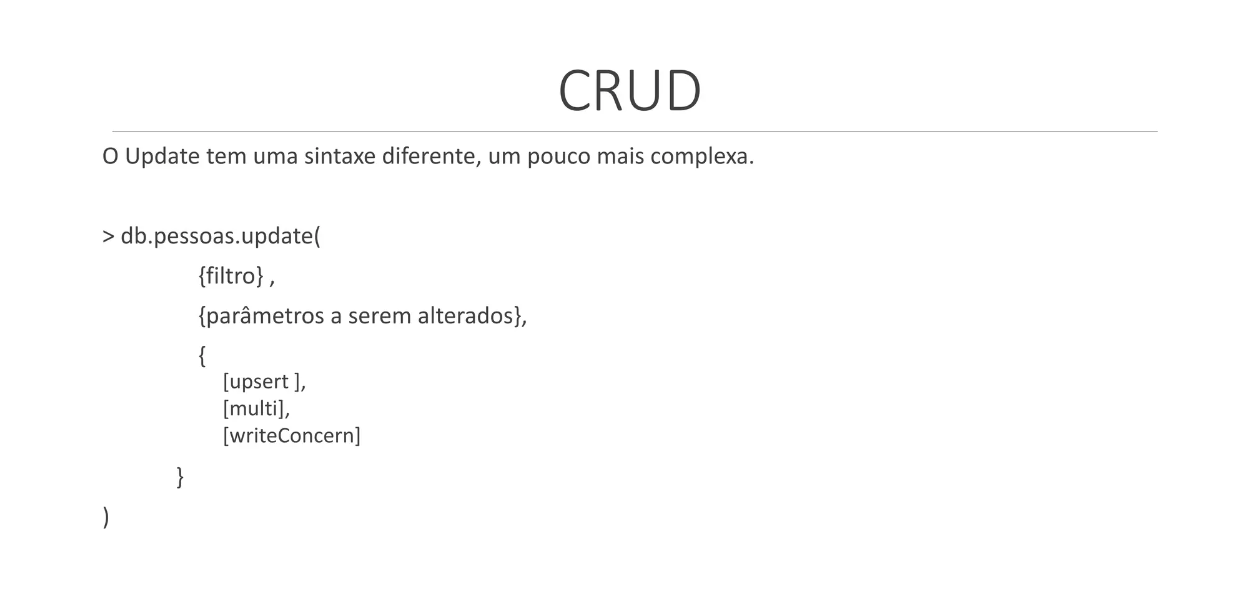 CRUD
O Update tem uma sintaxe diferente, um pouco mais complexa.
> db.pessoas.update(
{filtro} ,
{parâmetros a serem alterados},
{
[upsert ],
[multi],
[writeConcern]
}
)